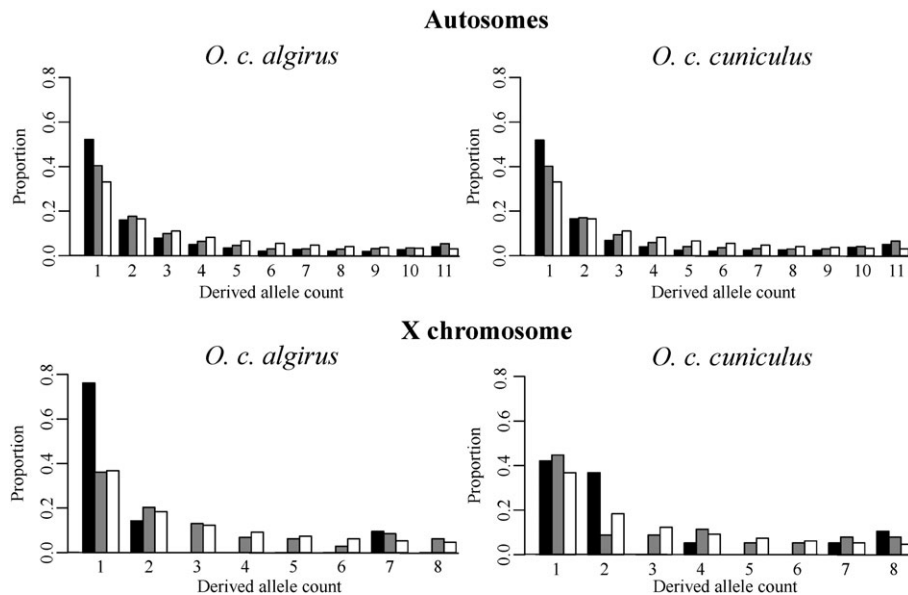 Autosomes
O. c. algirus
O. c. cuniculus
Proportion
0.0 0.2 0.4 0.6 0.8
1 2 3 4 5 6 7 8 9 10 11
Derived allele count
Proportion
0.0 0.2 0.4 0.6 0.8
1 2 3 4 5 6 7 8 9 10 11
Derived allele count
X chromosome
O. c. algirus
O. c. cuniculus
Proportion
0.0 0.2 0.4 0.6 0.8
1 2 3 4 5 6 7 8
Derived allele count
Proportion
0.0 0.2 0.4 0.6 0.8
1 2 3 4 5 6 7 8
Derived allele count